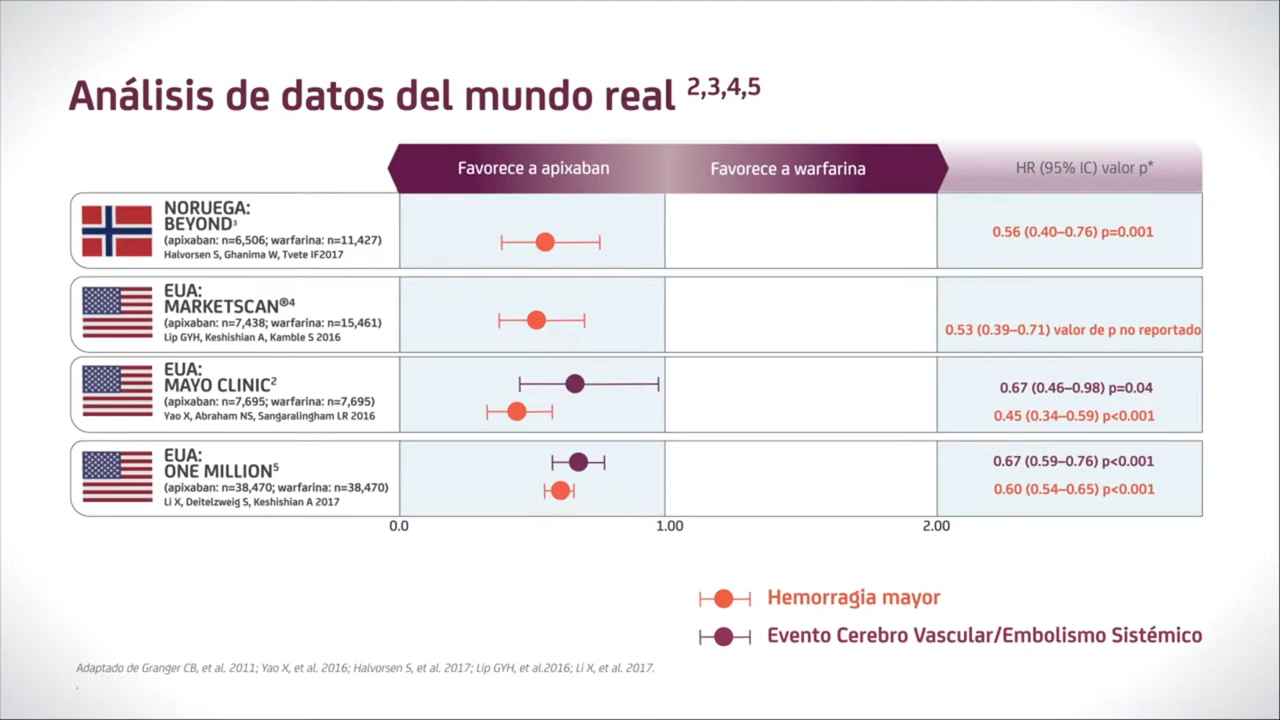 Análisis de datos del mundo real 2,3,4,5
Favorece a apixaban
Favorece a warfarina
HR (95% IC) valor p*
NORUEGA:
BEYOND³
(apixaban: n=6,506; warfarina: n=11,427)
Halvorsen S, Ghanima W, Tvete IF2017
0.56 (0.40–0.76) p=0.001
EUA:
MARKETSCAN®4
(apixaban: n=7,438; warfarina: n=15,461)
Lip GYH, Keshishian A, Kamble S 2016
0.53 (0.39–0.71) valor de p no reportado
EUA:
MAYO CLINIC²
(apixaban: n=7,695; warfarina: n=7,695)
Yao X, Abraham NS, Sangaralingham LR 2016
0.67 (0.46–0.98) p=0.04
0.45 (0.34–0.59) p<0.001
EUA:
ONE MILLION⁵
(apixaban: n=38,470; warfarina: n=38,470)
Li X, Deitelzweig S, Keshishian A 2017
0.67 (0.59–0.76) p<0.001
0.60 (0.54–0.65) p<0.001
0.0
1.00
2.00
Hemorragia mayor
Evento Cerebro Vascular/Embolismo Sistémico
Adaptado de Granger CB, et al. 2011; Yao X, et al. 2016; Halvorsen S, et al. 2017; Lip GYH, et al.2016; Li X, et al. 2017.
.